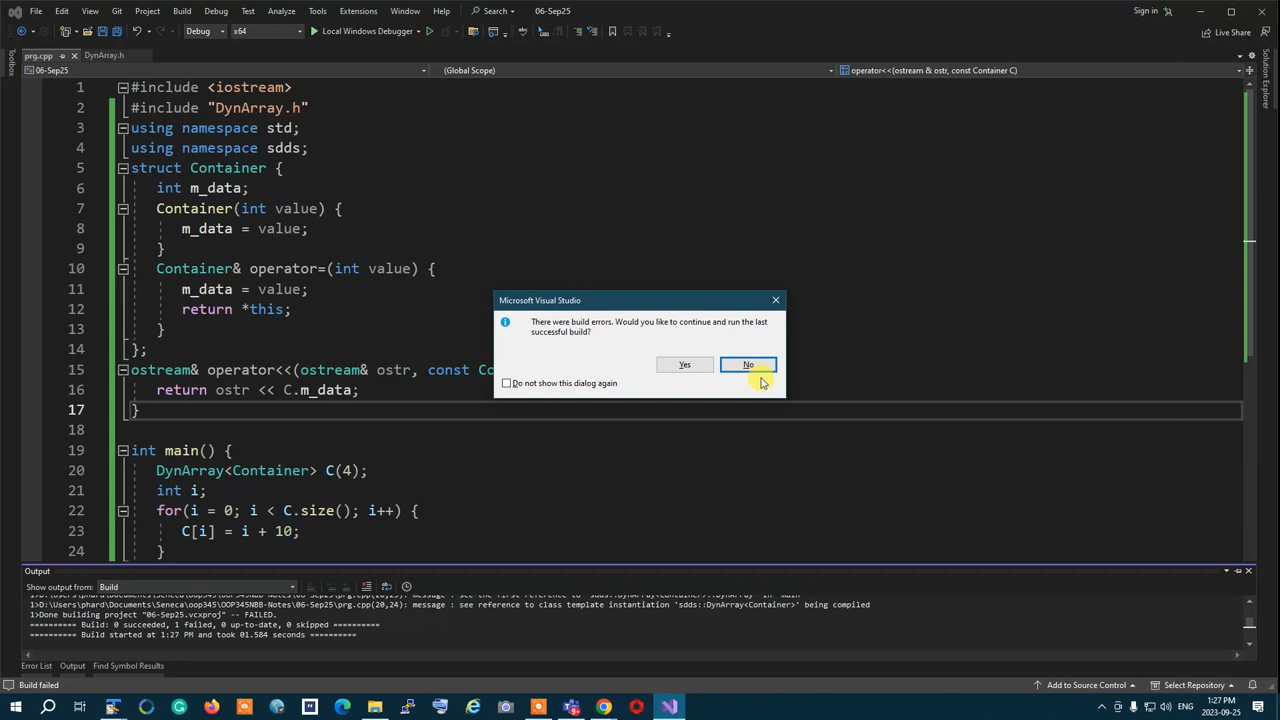 File Edit View Git Project Build Debug Test Analyze Tools Extensions Window Help Search 06-Sep25 Sign in
Debug x64 Local Windows Debugger Live Share
prg.cpp DynArray.h
06-Sep25 (Global Scope) operator<<(ostream & ostr, const Container C)
Toolbox
Solution Explorer
1 #include <iostream>
2 #include "DynArray.h"
3 using namespace std;
4 using namespace sdds;
5 struct Container {
6 int m_data;
7 Container(int value) {
8 m_data = value;
9 }
10 Container& operator=(int value) {
11 m_data = value;
12 return *this;
13 }
14 };
15 ostream& operator<<(ostream& ostr, const Co
16 return ostr << C.m_data;
17 }
18
19 int main() {
20 DynArray<Container> C(4);
21 int i;
22 for(i = 0; i < C.size(); i++) {
23 C[i] = i + 10;
24 }
Microsoft Visual Studio
There were build errors. Would you like to continue and run the last
successful build?
Yes No
Do not show this dialog again
Output
Show output from: Build
1>D:\Users\phard\Documents\Seneca\oop345\OOP345NBB-Notes\06-Sep25\prg.cpp(20,24): message : see reference to class template instantiation 'sdds::DynArray<Container>' being compiled
1>Done building project "06-Sep25.vcxproj" -- FAILED.
========== Build: 0 succeeded, 1 failed, 0 up-to-date, 0 skipped ==========
========== Build started at 1:27 PM and took 01.584 seconds ==========
Error List Output Find Symbol Results
Build failed Add to Source Control Select Repository
ENG 1:27 PM
2023-09-25